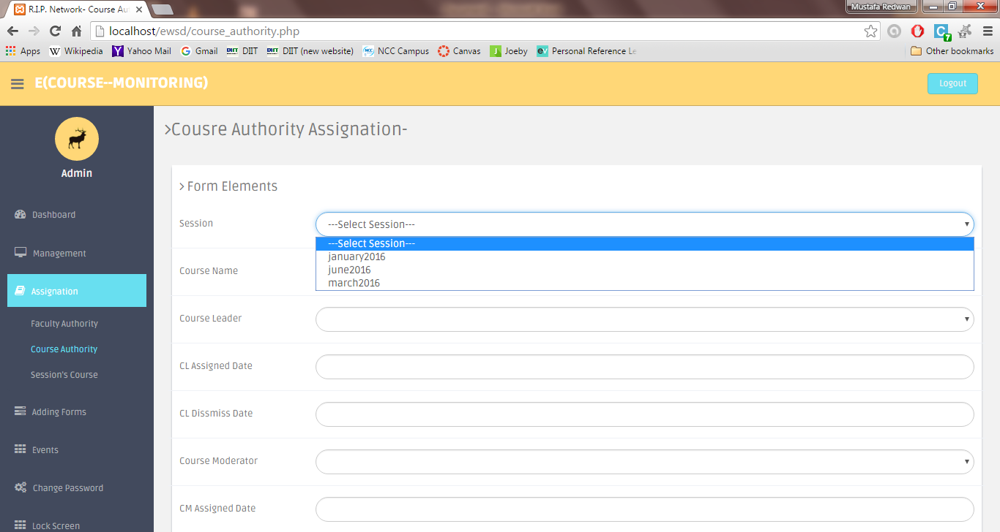 R.I.P. Network- Course Aut
Mustafa Redwan
localhost/ewsd/course_authority.php
Apps Wikipedia Yahoo Mail Gmail DIIT DIIT (new website) NCC Campus Canvas Joeby Personal Reference Le Other bookmarks
E(COURSE--MONITORING)
Logout
Admin
Dashboard
Management
Assignation
Faculty Authority
Course Authority
Session's Course
Adding Forms
Events
Change Password
Lock Screen
>Cousre Authority Assignation-
> Form Elements
Session
---Select Session---
---Select Session---
january2016
june2016
march2016
Course Name
Course Leader
CL Assigned Date
CL Dissmiss Date
Course Moderator
CM Assigned Date